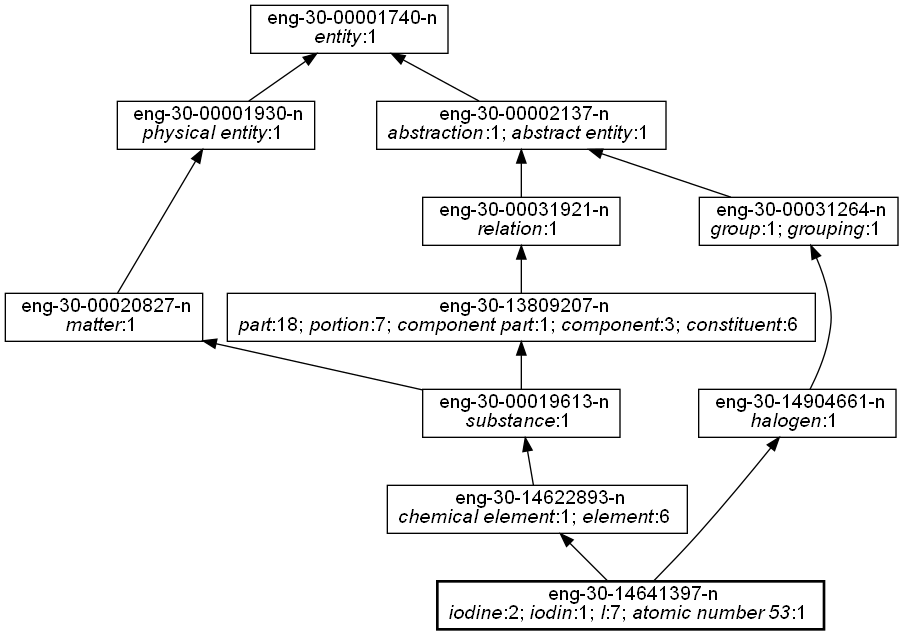 eng-30-00001740-n
entity:1
eng-30-00001930-n
physical entity:1
eng-30-00002137-n
abstraction:1; abstract entity:1
eng-30-00031921-n
relation:1
eng-30-00031264-n
group:1; grouping:1
eng-30-00020827-n
matter:1
eng-30-13809207-n
part:18; portion:7; component part:1; component:3; constituent:6
eng-30-00019613-n
substance:1
eng-30-14904661-n
halogen:1
eng-30-14622893-n
chemical element:1; element:6
eng-30-14641397-n
iodine:2; iodin:1; I:7; atomic number 53:1